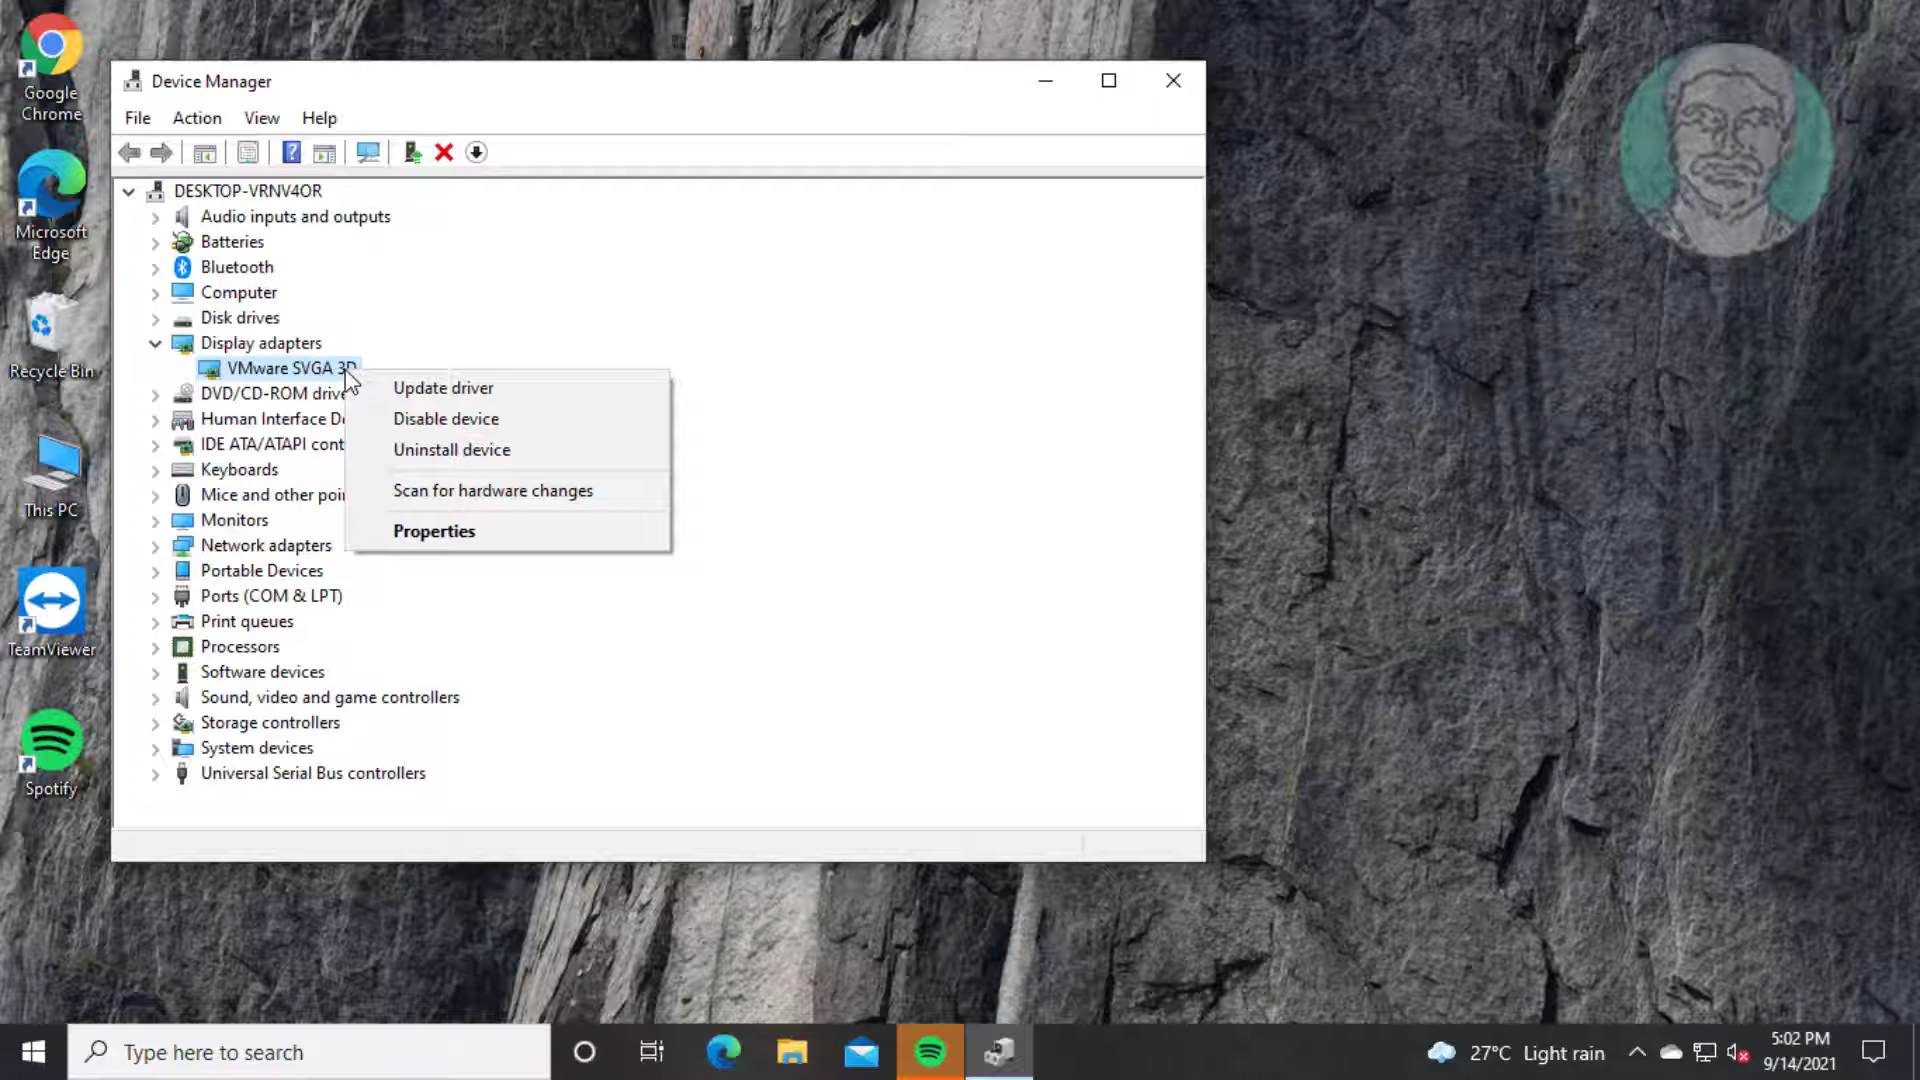 Google
Chrome
Microsoft
Edge
Recycle Bin
This PC
TeamViewer
Spotify
Device Manager
File Action View Help
DESKTOP-VRNV4OR
Audio inputs and outputs
Batteries
Bluetooth
Computer
Disk drives
Display adapters
VMware SVGA 3D
DVD/CD-ROM drive
Human Interface De
IDE ATA/ATAPI cont
Keyboards
Mice and other poin
Monitors
Network adapters
Portable Devices
Ports (COM & LPT)
Print queues
Processors
Software devices
Sound, video and game controllers
Storage controllers
System devices
Universal Serial Bus controllers
Update driver
Disable device
Uninstall device
Scan for hardware changes
Properties
Type here to search
27°C Light rain
5:02 PM
9/14/2021